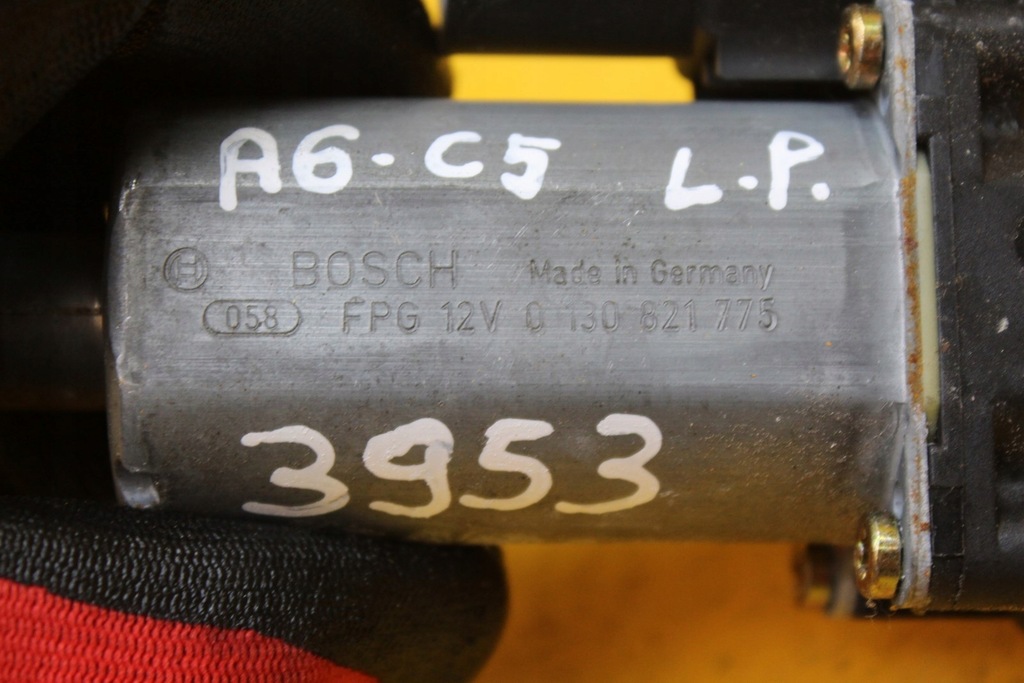 A6-C5 L.P.
BOSCH Made in Germany
058 FPG 12V 0 130 821 775
3953